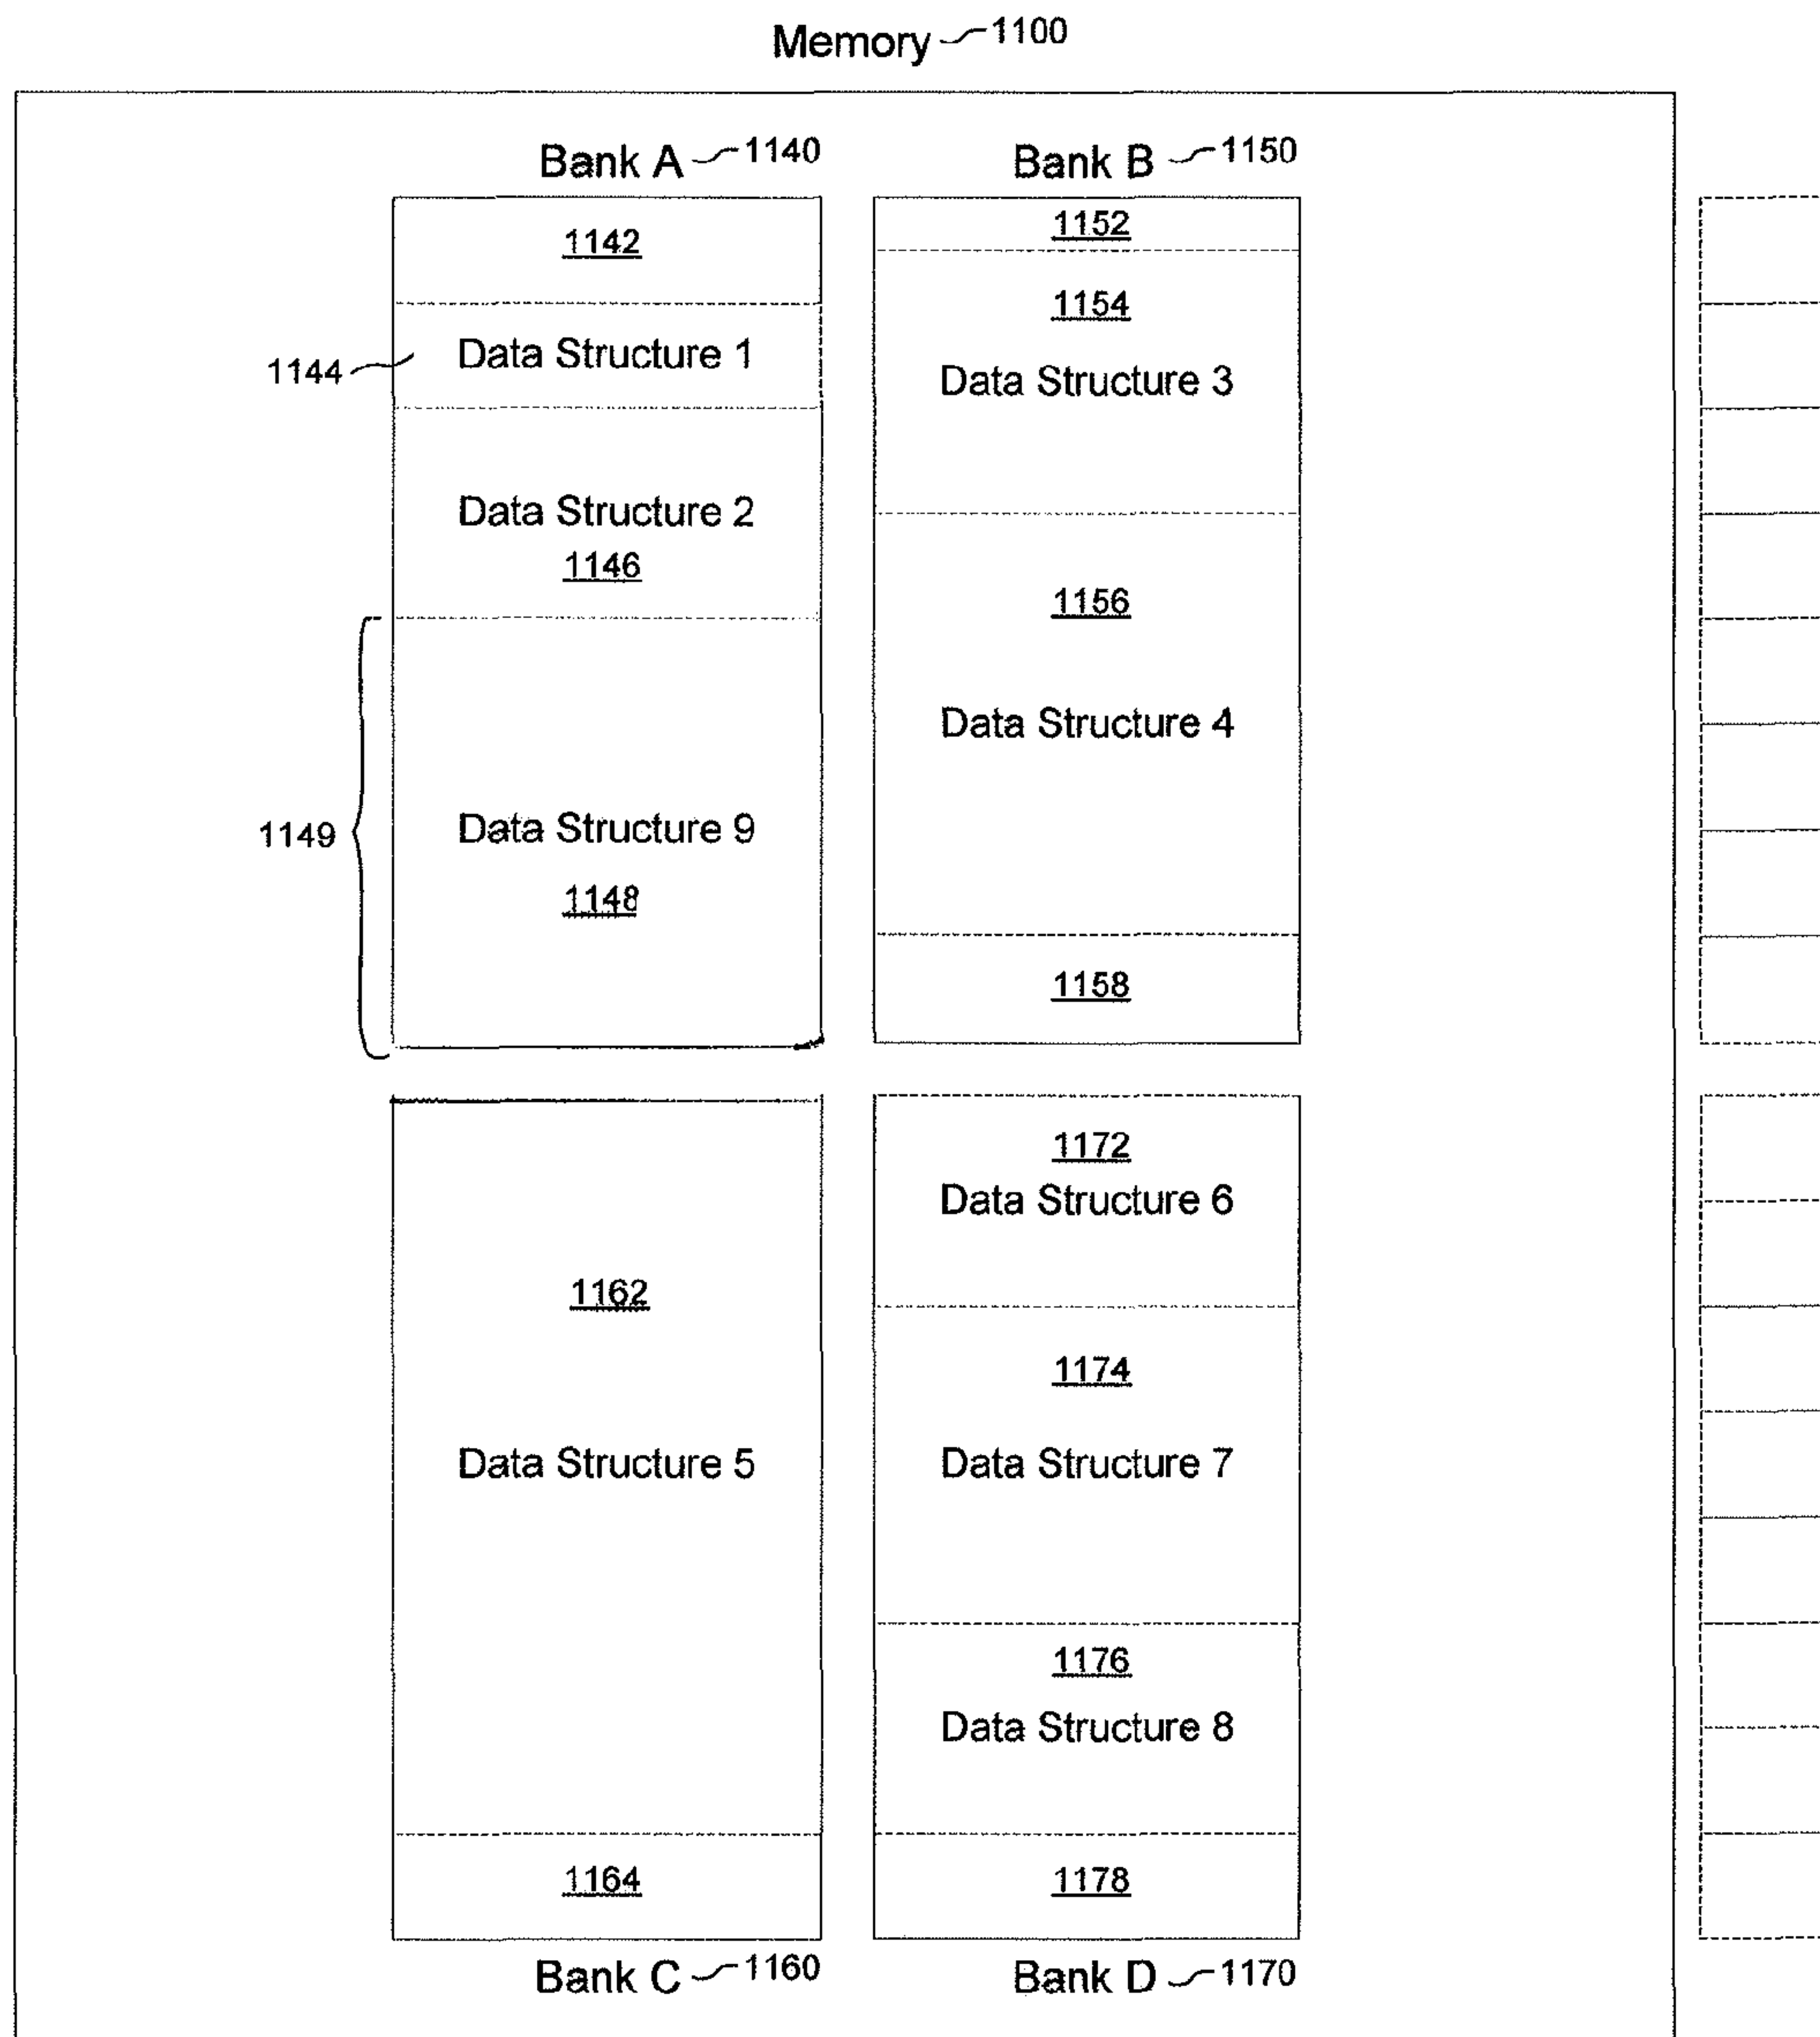 Memory 1100
Bank A 1140
Bank B 1150
1142
1144
Data Structure 1
Data Structure 2
1146
1149
Data Structure 9
1148
1152
1154
Data Structure 3
1156
Data Structure 4
1158
1162
Data Structure 5
1164
Bank C 1160
1172
Data Structure 6
1174
Data Structure 7
1176
Data Structure 8
1178
Bank D 1170